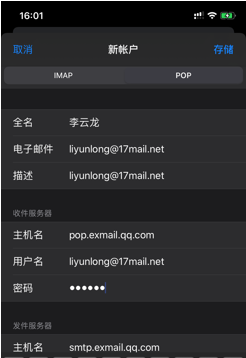 16:01
取消 新帐户 存储
IMAP POP
全名 李云龙
电子邮件 liyunlong@17mail.net
描述 liyunlong@17mail.net
收件服务器
主机名 pop.exmail.qq.com
用户名 liyunlong@17mail.net
密码 ●●●●●●
发件服务器
主机名 smtp.exmail.qq.com